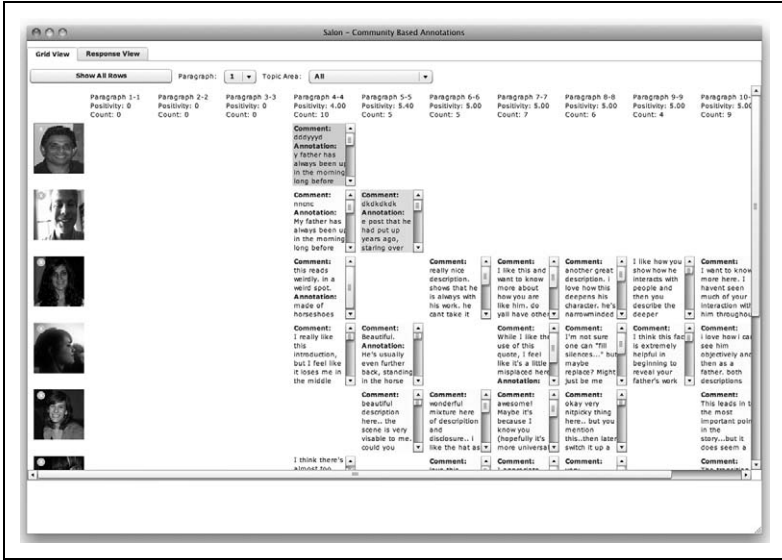 Salon - Community Based Annotations
Grid View
Response View
Show All Rows
Paragraph:
1
Topic Area:
All
Paragraph 1-1
Positivity: 0
Count: 0
Paragraph 2-2
Positivity: 0
Count: 0
Paragraph 3-3
Positivity: 0
Count: 0
Paragraph 4-4
Positivity: 4.00
Count: 10
Paragraph 5-5
Positivity: 5.40
Count: 5
Paragraph 6-6
Positivity: 5.00
Count: 5
Paragraph 7-7
Positivity: 5.00
Count: 7
Paragraph 8-8
Positivity: 5.00
Count: 6
Paragraph 9-9
Positivity: 5.00
Count: 4
Paragraph 10-
Positivity: 5.0
Count: 9
Comment:
dddyyyd
Annotation:
y father has
always been up
in the morning
long before
Comment:
nncnc
Annotation:
My father has
always been up
in the morning
long before
Comment:
dkdkdkdk
Annotation:
e post that he
had put up
years ago,
staring over
Comment:
this reads
weirdly. in a
weird spot.
Annotation:
made of
horseshoes
Comment:
really nice
description.
shows that he
is always with
his work. he
cant take it
Comment:
I like this and
want to know
more about
how you are
like him. do
yall have other
Comment:
another great
description. i
love how this
deepens his
character. he's
narrowminded
I like how you
show how he
interacts with
people and
then you
describe the
deeper
Comment:
I want to know
more here. I
havent seen
much of your
interaction with
him throughou
Comment:
I really like
this
introduction,
but I feel like
it loses me in
the middle
Beautiful.
Annotation:
He's usually
even further
back, standing
in the horse
Comment:
While I like the
use of this
quote, I feel
like it's a little
misplaced here
Annotation:
Comment:
I'm not sure
one can "fill
silences..." but
maybe
replace? Might
just be me
Comment:
I think this fact
is extremely
helpful in
beginning to
reveal your
father's work
Comment:
i love how i ca
see him
objectively an
then as a
father. both
descriptions
Comment:
beautiful
description
here.. the
scene is very
visable to me.
could you
Comment:
wonderful
mixture here
of descripition
and
disclosure.. i
like the hat as
Comment:
awesome!
Maybe it's
because I
know you
(hopefully it's
more universal
Comment:
okay very
nitpicky thing
here.. but you
mention
this..then later
switch it up a
Comment:
This leads in t
the most
important poin
in the
story...but it
does seem a
I think there's
almost too
Comment:
Comment:
Comment:
Comment: